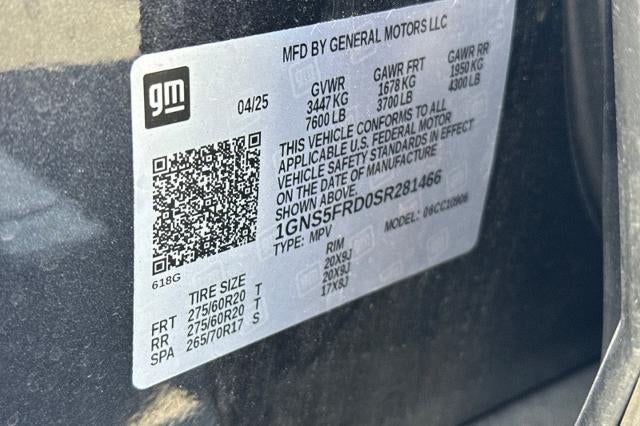 MFD BY GENERAL MOTORS LLC
gm
04/25
GVWR
3447 KG
7600 LB
GAWR FRT
1678 KG
3700 LB
GAWR RR
1950 KG
4300 LB
THIS VEHICLE CONFORMS TO ALL
APPLICABLE U.S. FEDERAL MOTOR
VEHICLE SAFETY STANDARDS IN EFFECT
ON THE DATE OF MANUFACTURE
SHOWN ABOVE.
1GNS5FRD0SR281466
TYPE: MPV
MODEL: 06CC10906
618G
TIRE SIZE
RIM
FRT 275/60R20 T 20X9J
RR 275/60R20 T 20X9J
SPA 265/70R17 S 17X8J